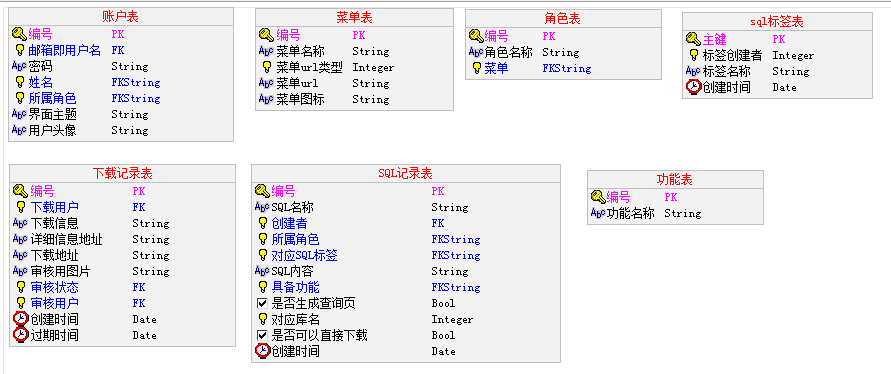 账户表
编号 PK
邮箱即用户名 FK
密码 String
姓名 FKString
所属角色 FKString
界面主题 String
用户头像 String
菜单表
编号 PK
菜单名称 String
菜单url类型 Integer
菜单url String
菜单图标 String
角色表
编号 PK
角色名称 String
菜单 FKString
sql标签表
主键 PK
标签创建者 Integer
标签名称 String
创建时间 Date
下载记录表
编号 PK
下载用户 FK
下载信息 String
详细信息地址 String
下载地址 String
审核用图片 String
审核状态 FK
审核用户 FK
创建时间 Date
过期时间 Date
SQL记录表
编号 PK
SQL名称 String
创建者 FK
所属角色 FKString
对应SQL标签 FKString
SQL内容 String
具备功能 FKString
是否生成查询页 Bool
对应库名 Integer
是否可以直接下载 Bool
创建时间 Date
功能表
编号 PK
功能名称 String